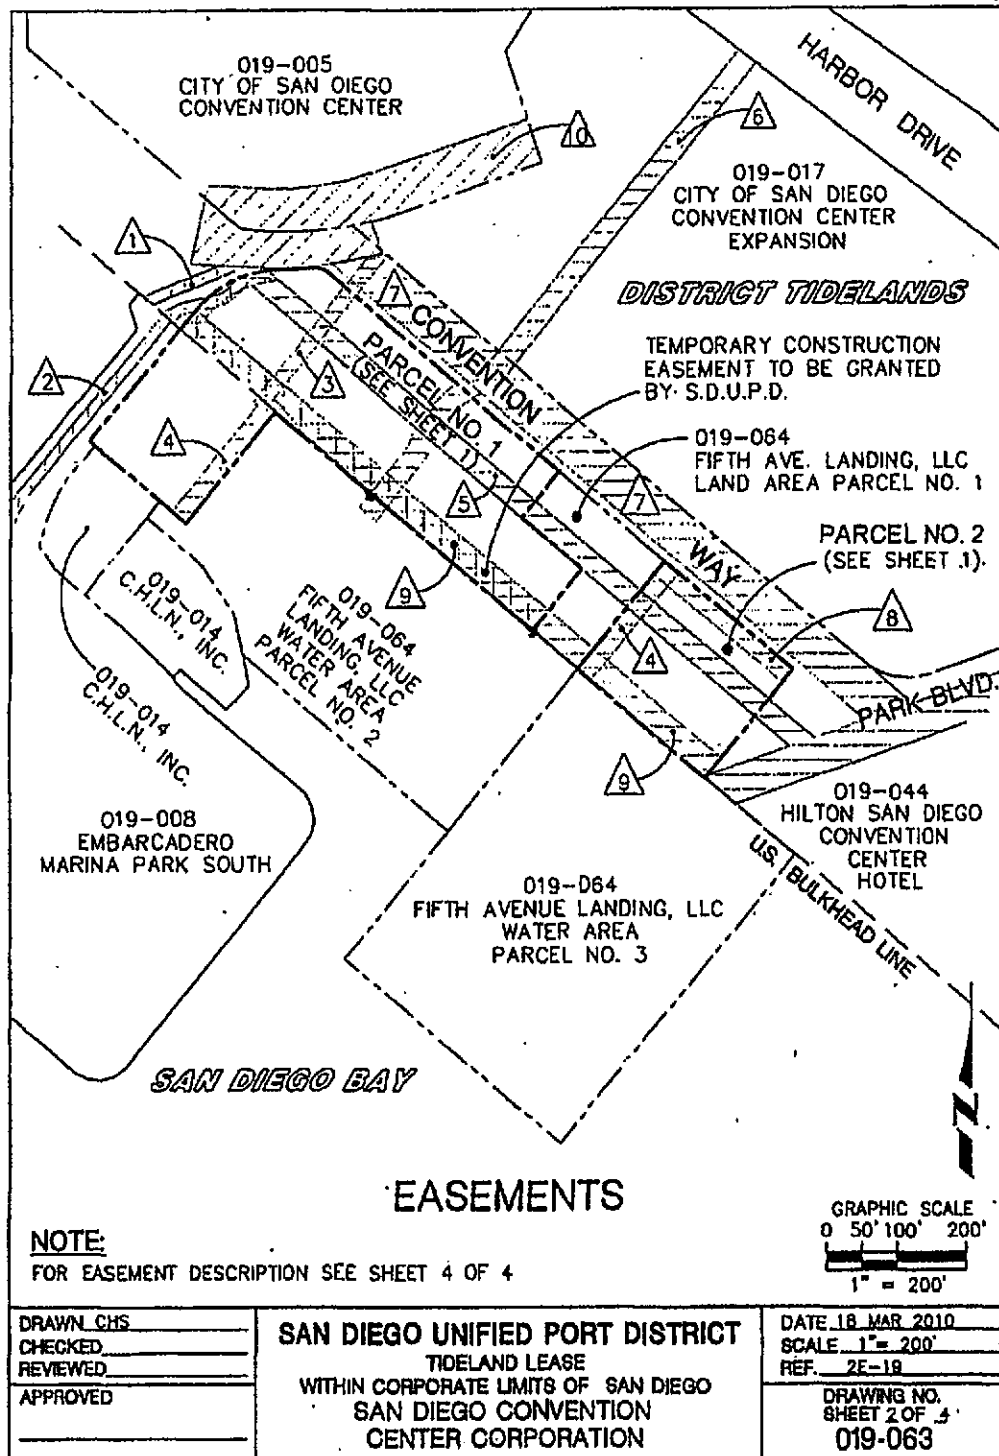 019-005
CITY OF SAN DIEGO
CONVENTION CENTER
HARBOR DRIVE
10
6
019-017
CITY OF SAN DIEGO
CONVENTION CENTER
EXPANSION
1
DISTRICT TIDELANDS
7
CONVENTION
PARCEL NO. 1
(SEE SHEET 1)
TEMPORARY CONSTRUCTION
EASEMENT TO BE GRANTED
BY S.D.U.P.D.
2
3
4
019-064
FIFTH AVE. LANDING, LLC
LAND AREA PARCEL NO. 1
5
7
WAY
PARCEL NO. 2
(SEE SHEET 1)
9
8
4
019-014
C.H.L.N., INC.
019-064
FIFTH AVENUE
LANDING, LLC
WATER AREA
PARCEL NO. 2
PARK BLVD.
019-014
C.H.L.N., INC.
9
019-008
EMBARCADERO
MARINA PARK SOUTH
019-044
HILTON SAN DIEGO
CONVENTION
CENTER
HOTEL
U.S. BULKHEAD LINE
019-064
FIFTH AVENUE LANDING, LLC
WATER AREA
PARCEL NO. 3
SAN DIEGO BAY
N
EASEMENTS
GRAPHIC SCALE
0 50' 100' 200'
1" = 200'
NOTE:
FOR EASEMENT DESCRIPTION SEE SHEET 4 OF 4
DRAWN CHS
CHECKED
REVIEWED
APPROVED
SAN DIEGO UNIFIED PORT DISTRICT
TIDELAND LEASE
WITHIN CORPORATE LIMITS OF SAN DIEGO
SAN DIEGO CONVENTION
CENTER CORPORATION
DATE 18 MAR 2010
SCALE 1"= 200'
REF. 2E-19
DRAWING NO.
SHEET 2 OF 4
019-063